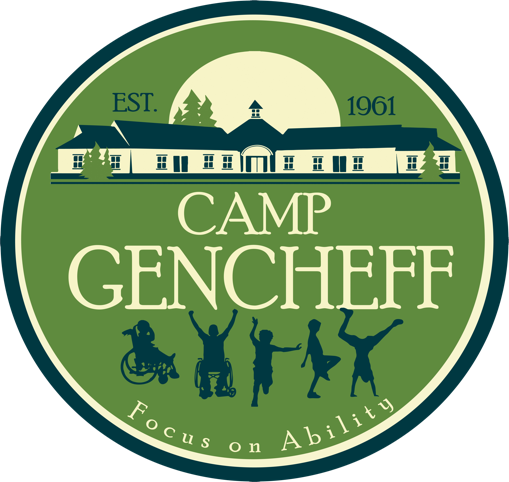 EST. 1961
CAMP
GENCHEFF
Focus on Ability